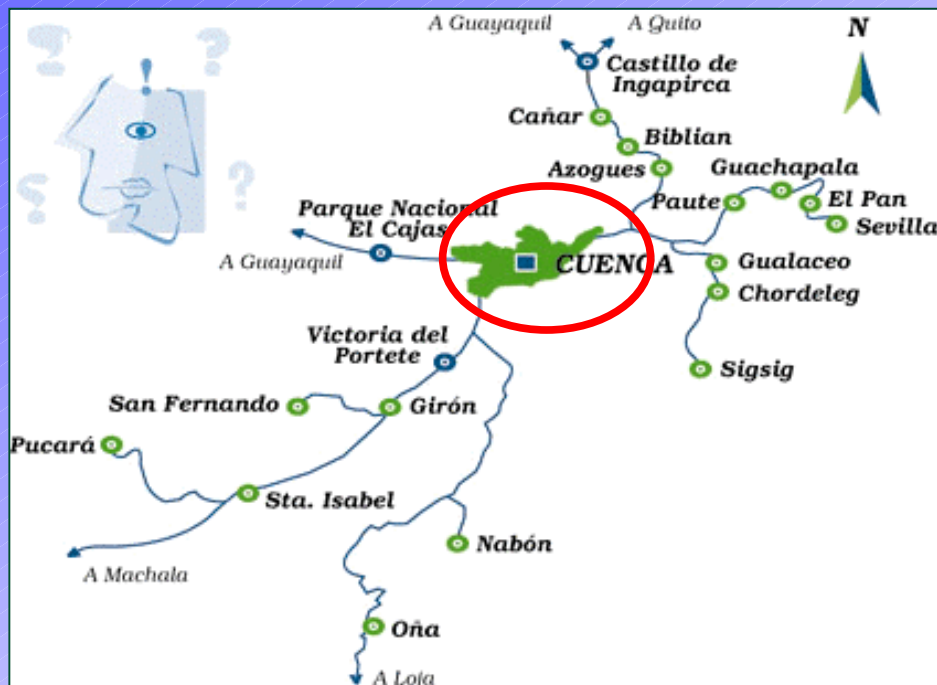 A Guayaquil
A Quito
N
Castillo de
Ingapirca
Cañar
Biblian
Azogues
Guachapala
Paute
El Pan
Sevilla
Parque Nacional
El Cajas
A Guayaquil
CUENCA
Gualaceo
Chordeleg
Victoria del
Portete
Sigsig
San Fernando
Girón
Pucará
Sta. Isabel
Nabón
A Machala
Oña
A Loja